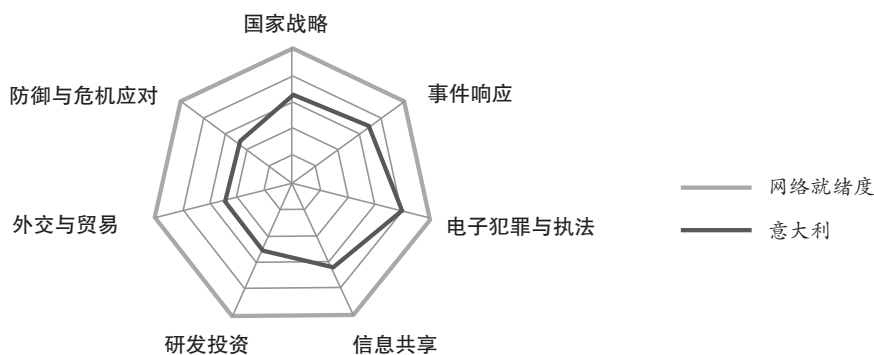 国家战略
防御与危机应对
事件响应
外交与贸易
电子犯罪与执法
研发投资
信息共享
网络就绪度
意大利